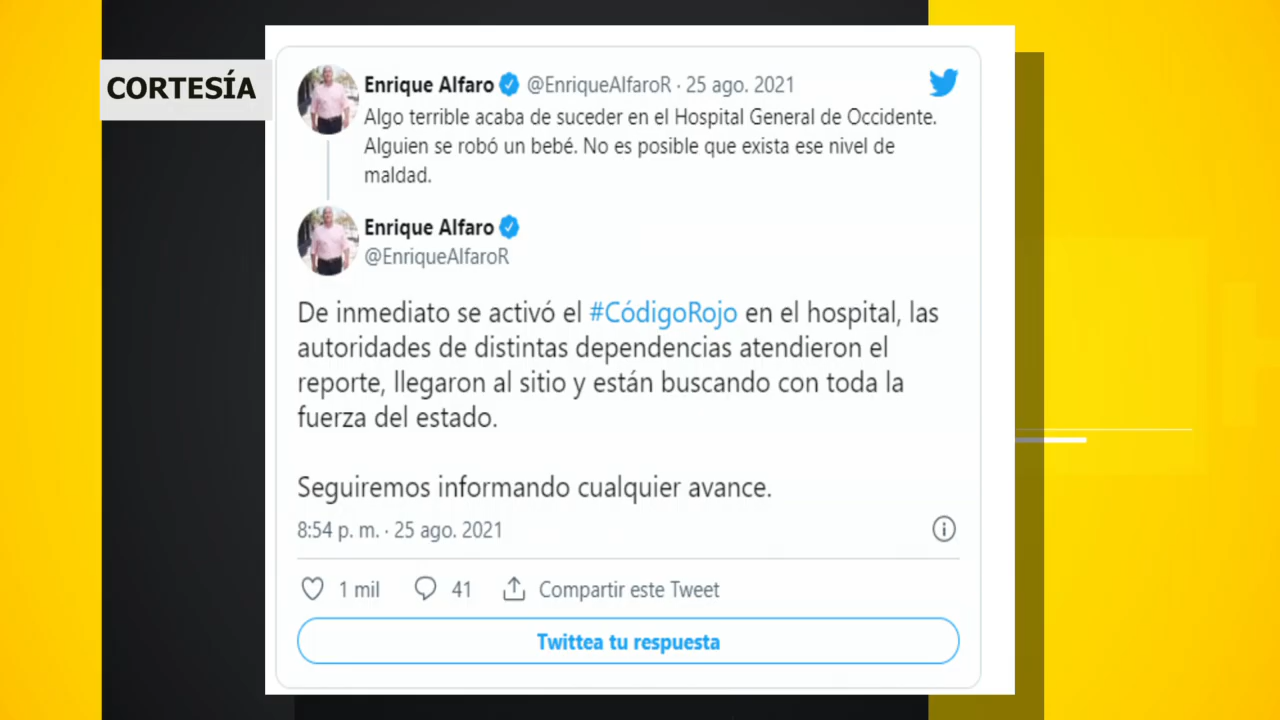 CORTESÍA
Enrique Alfaro @EnriqueAlfaroR · 25 ago. 2021
Algo terrible acaba de suceder en el Hospital General de Occidente.
Alguien se robó un bebé. No es posible que exista ese nivel de
maldad.
Enrique Alfaro
@EnriqueAlfaroR
De inmediato se activó el #CódigoRojo en el hospital, las
autoridades de distintas dependencias atendieron el
reporte, llegaron al sitio y están buscando con toda la
fuerza del estado.
Seguiremos informando cualquier avance.
8:54 p. m. · 25 ago. 2021
1 mil 41 Compartir este Tweet
Twittea tu respuesta